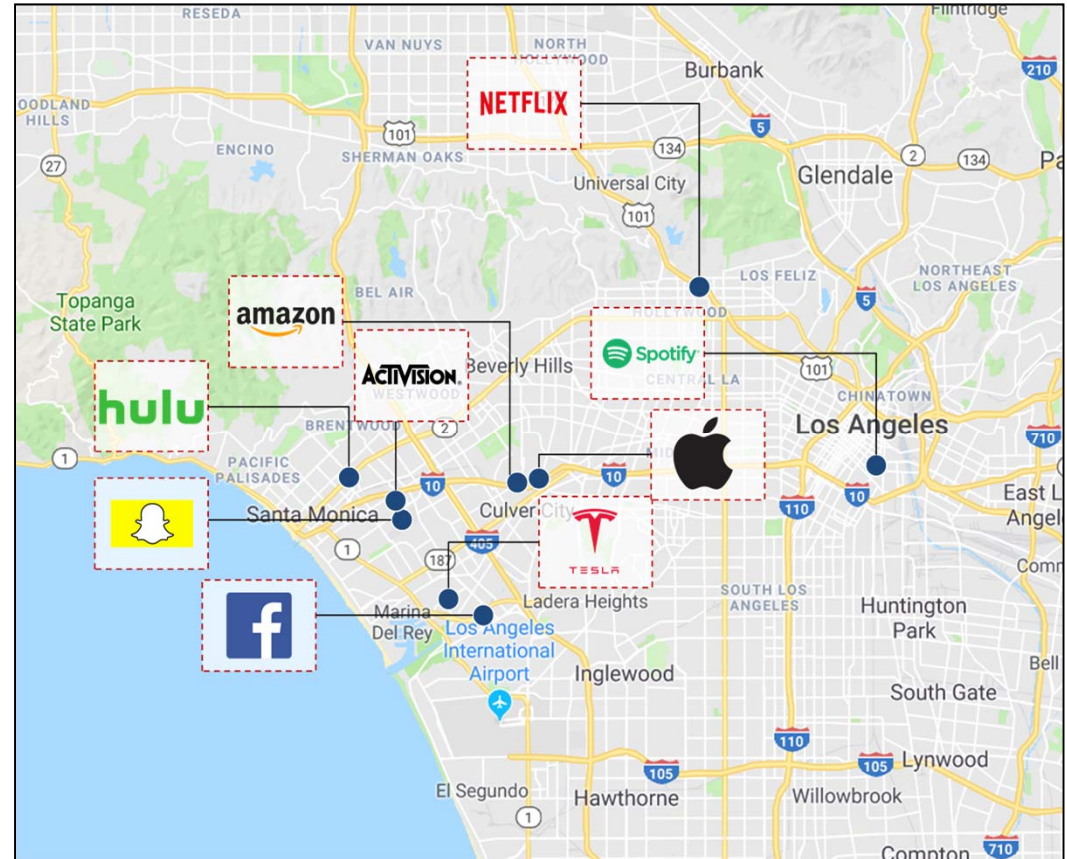 RESEDA
Flintridge
VAN NUYS
NORTH
HOLLYWOOD
Burbank
210
NETFLIX
OODLAND
HILLS
101
5
ENCINO
SHERMAN OAKS
134
2
134
Pa
27
Universal City
Glendale
101
LOS FELIZ
NORTHEAST
LOS ANGELES
Topanga
State Park
BEL AIR
5
amazon
HOLLYWOOD
ACTIVISION
Beverly Hills
Spotify
101
CENTRAL LA
WESTWOOD
CHINATOWN
hulu
BRENTWOOD
2
Los Angeles
710
1
PACIFIC
PALISADES
10
MID
10
10
East L
Angel
Santa Monica
Culver City
110
1
405
187
TESLA
Comm
SOUTH LOS
ANGELES
Marina
Del Rey
Ladera Heights
Huntington
Park
f
Los Angeles
International
Airport
Inglewood
Bell
South Gate
110
105
105
Lynwood
El Segundo
Hawthorne
Willowbrook
1
Compton
710